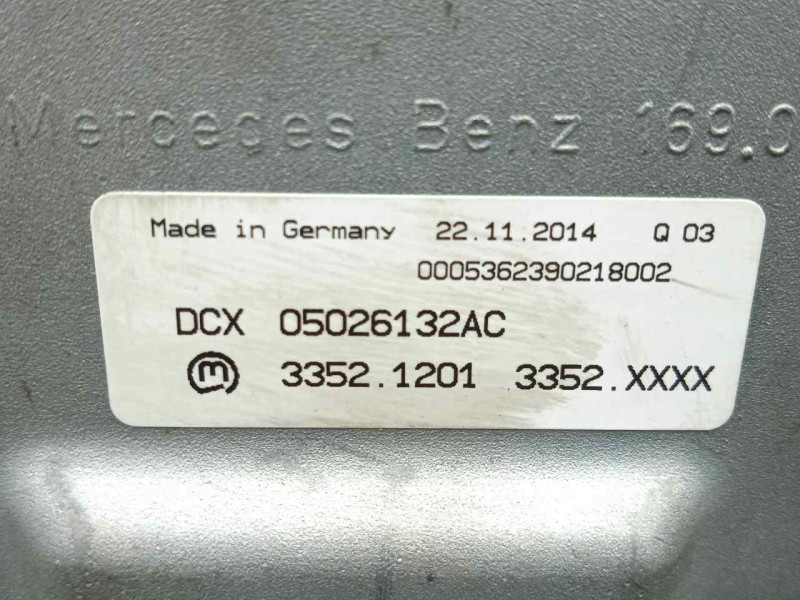 Mercedes Benz 169.0
Made in Germany 22.11.2014 Q 03
0005362390218002
DCX 05026132AC
m 3352.1201 3352.XXXX